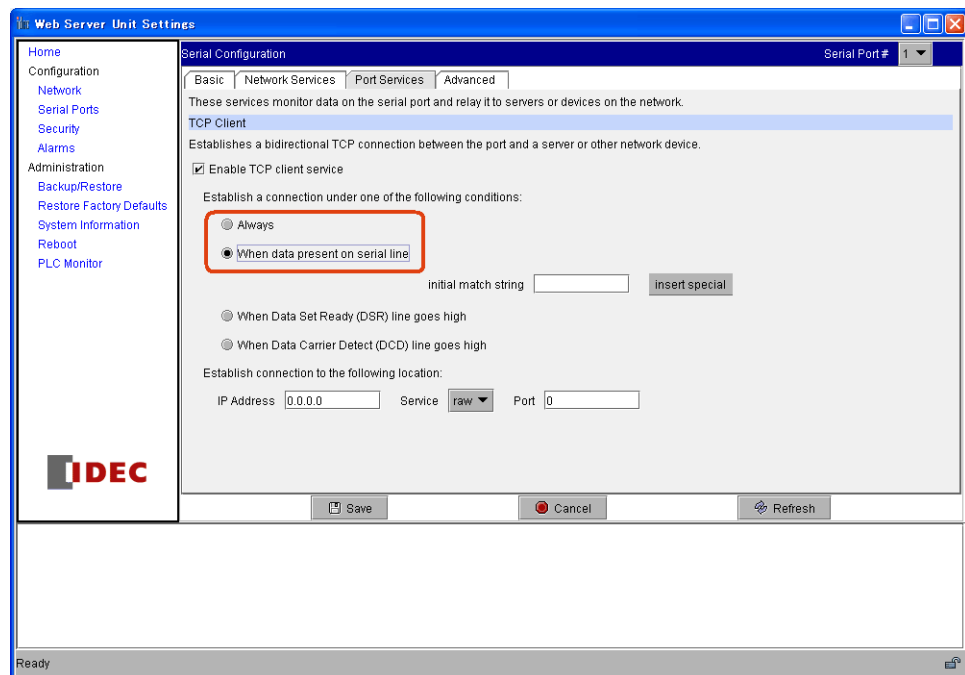 Web Server Unit Settings
Home
Configuration
Network
Serial Ports
Security
Alarms
Administration
Backup/Restore
Restore Factory Defaults
System Information
Reboot
PLC Monitor
IDEC
Serial Configuration Serial Port# 1
Basic Network Services Port Services Advanced
These services monitor data on the serial port and relay it to servers or devices on the network.
TCP Client
Establishes a bidirectional TCP connection between the port and a server or other network device.
Enable TCP client service
Establish a connection under one of the following conditions:
Always
When data present on serial line
initial match string insert special
When Data Set Ready (DSR) line goes high
When Data Carrier Detect (DCD) line goes high
Establish connection to the following location:
IP Address 0.0.0.0 Service raw Port 0
Save Cancel Refresh
Ready